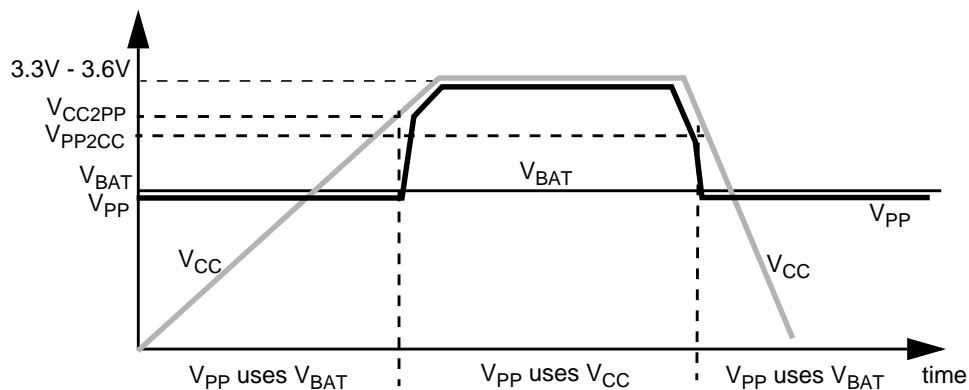 3.3V - 3.6V
VCC2PP
VPP2CC
VBAT
VBAT
VPP
VPP
VCC
VCC
VPP uses VBAT
VPP uses VCC
VPP uses VBAT
time